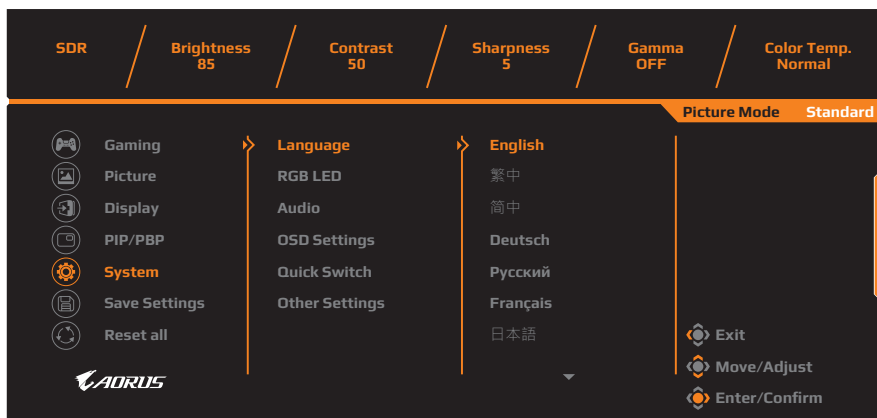 SDR
Brightness
85
Contrast
50
Sharpness
5
Gamma
OFF
Color Temp.
Normal
Picture Mode Standard
Gaming
Picture
Display
PIP/PBP
System
Save Settings
Reset all
Language
RGB LED
Audio
OSD Settings
Quick Switch
Other Settings
English
繁中
简中
Deutsch
Русский
Français
日本語
Exit
Move/Adjust
Enter/Confirm
AORUS